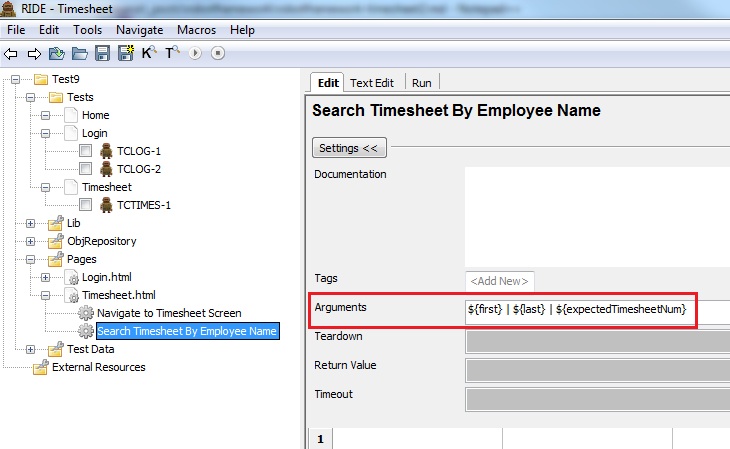 RIDE - Timesheet
File Edit Tools Navigate Macros Help
K T
Test9
Tests
Home
Login
TCLOG-1
TCLOG-2
Timesheet
TCTIMES-1
Lib
ObjRepository
Pages
Login.html
Timesheet.html
Navigate to Timesheet Screen
Search Timesheet By Employee Name
Test Data
External Resources
Edit Text Edit Run
Search Timesheet By Employee Name
Settings <<
Documentation
Tags <Add New>
Arguments ${first} | ${last} | ${expectedTimesheetNum}
Teardown
Return Value
Timeout
1